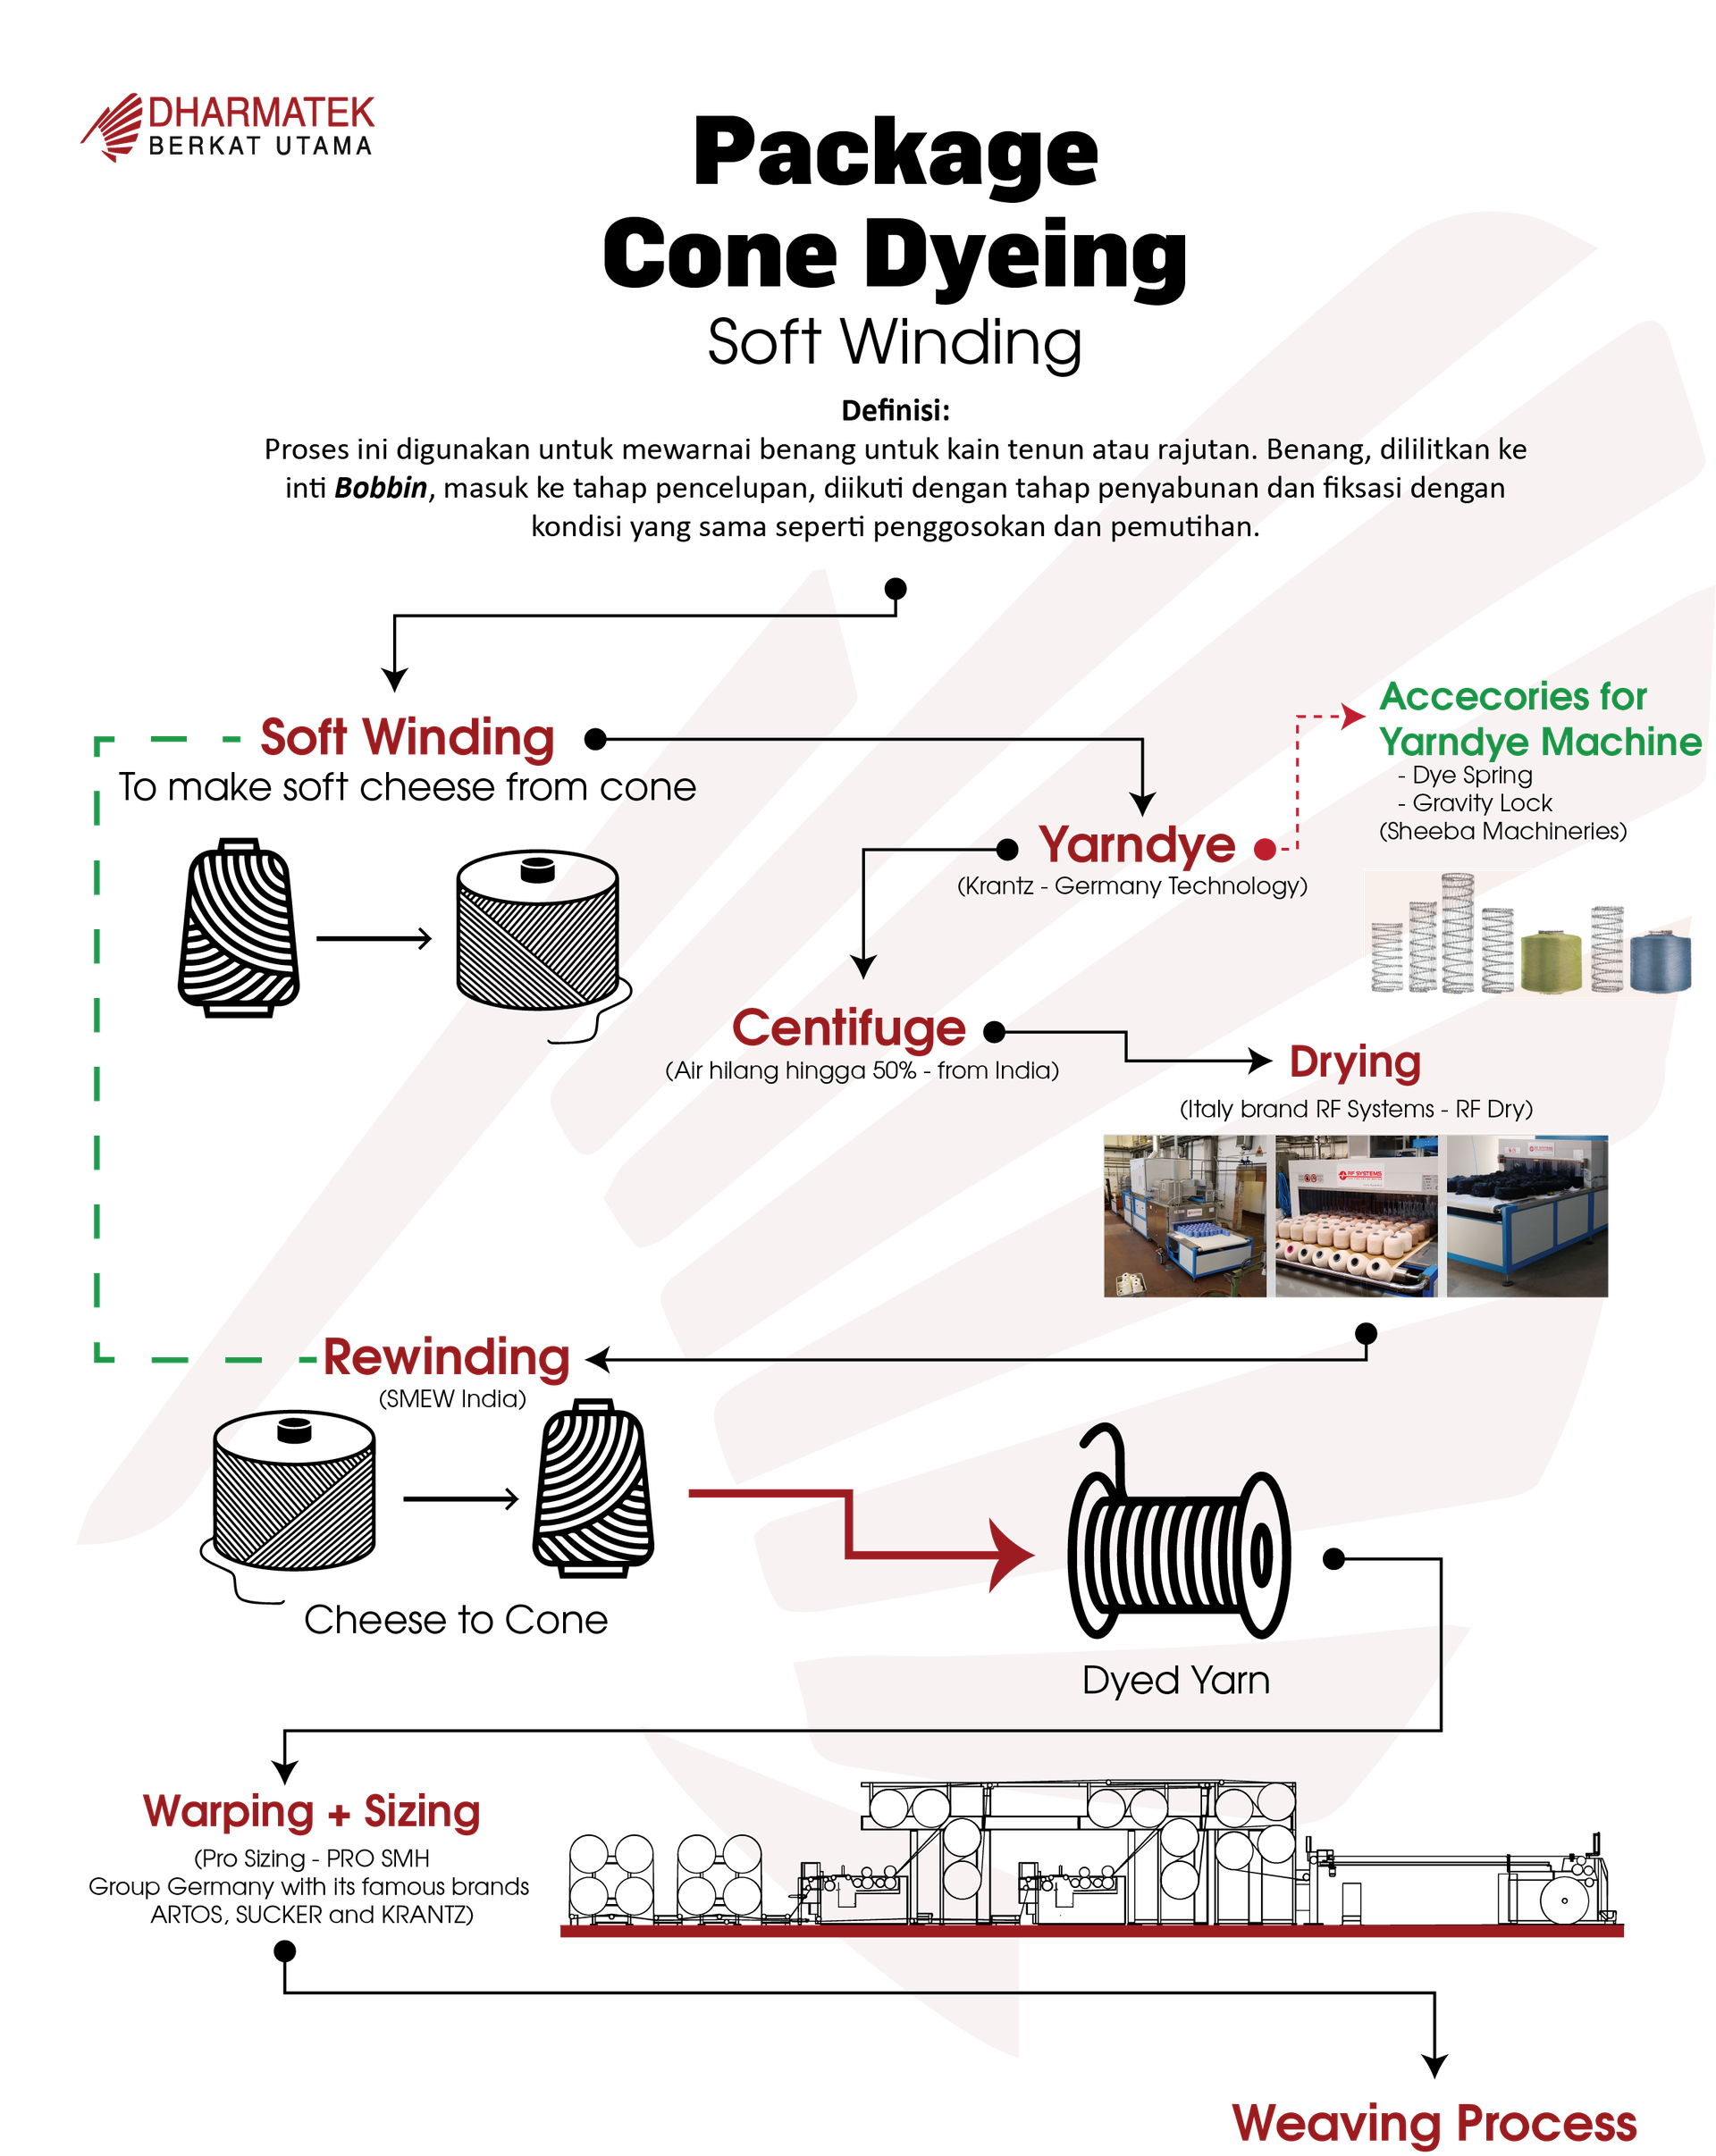 DHARMATEK
BERKAT UTAMA
Package
Cone Dyeing
Soft Winding
Definisi:
Proses ini digunakan untuk mewarnai benang untuk kain tenun atau rajutan. Benang, dililitkan ke
inti Bobbin, masuk ke tahap pencelupan, diikuti dengan tahap penyabunan dan fiksasi dengan
kondisi yang sama seperti penggosokan dan pemutihan.
Soft Winding
To make soft cheese from cone
Accecories for
Yarndye Machine
- Dye Spring
- Gravity Lock
(Sheeba Machineries)
Yarndye
(Krantz - Germany Technology)
Centifuge
(Air hilang hingga 50% - from India)
Drying
(Italy brand RF Systems - RF Dry)
RF SYSTEMS
Rewinding
(SMEW India)
Cheese to Cone
Dyed Yarn
Warping + Sizing
(Pro Sizing - PRO SMH
Group Germany with its famous brands
ARTOS, SUCKER and KRANTZ)
Weaving Process